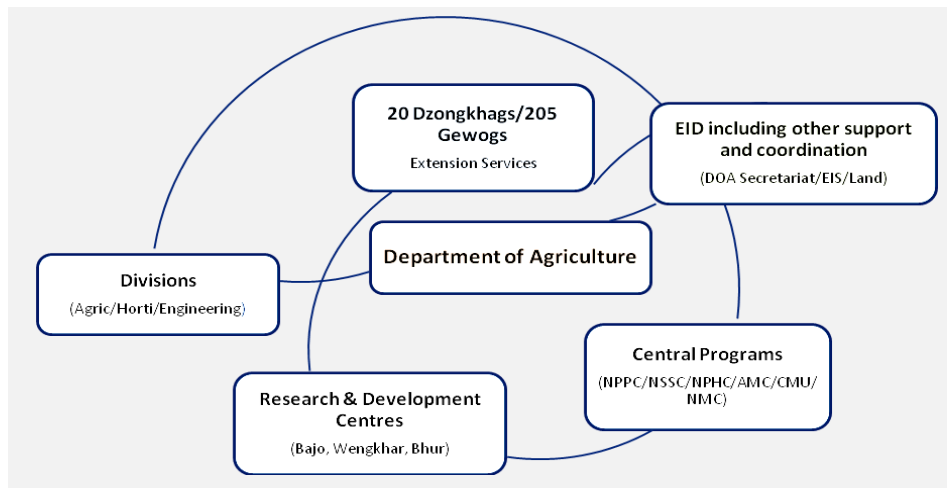 20 Dzongkhags/205
Gewogs
Extension Services
EID including other support
and coordination
(DOA Secretariat/EIS/Land)
Department of Agriculture
Divisions
(Agric/Horti/Engineering)
Central Programs
(NPPC/NSSC/NPHC/AMC/CMU/
NMC)
Research & Development
Centres
(Bajo, Wengkhar, Bhur)